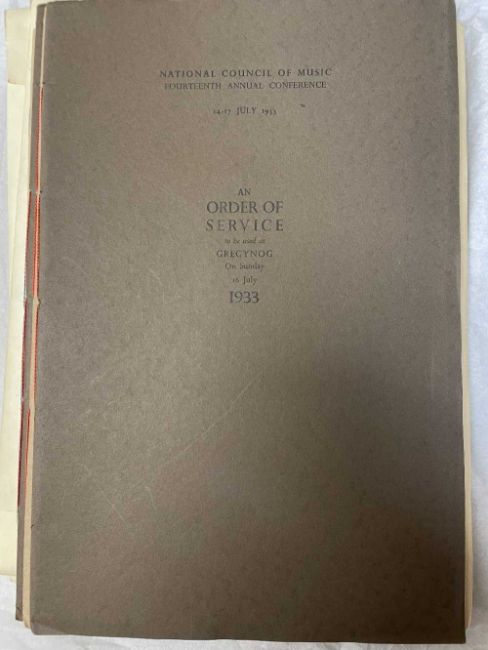 NATIONAL COUNCIL OF MUSIC
FOURTEENTH ANNUAL CONFERENCE
14-17 JULY 1933
AN
ORDER OF
SERVICE
to be used at
GREGYNOG
On Sunday
16 July
1933